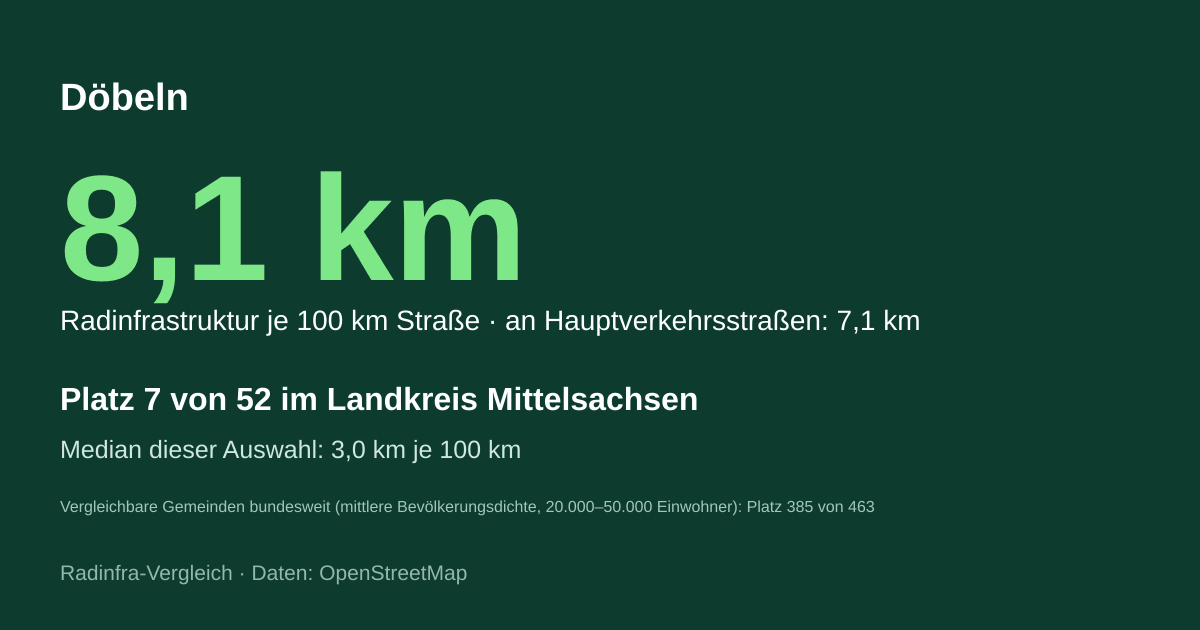 Döbeln
8,1 km
Radinfrastruktur je 100 km Straße · an Hauptverkehrsstraßen: 7,1 km
Platz 7 von 52 im Landkreis Mittelsachsen
Median dieser Auswahl: 3,0 km je 100 km
Vergleichbare Gemeinden bundesweit (mittlere Bevölkerungsdichte, 20.000–50.000 Einwohner): Platz 385 von 463
Radinfra-Vergleich · Daten: OpenStreetMap